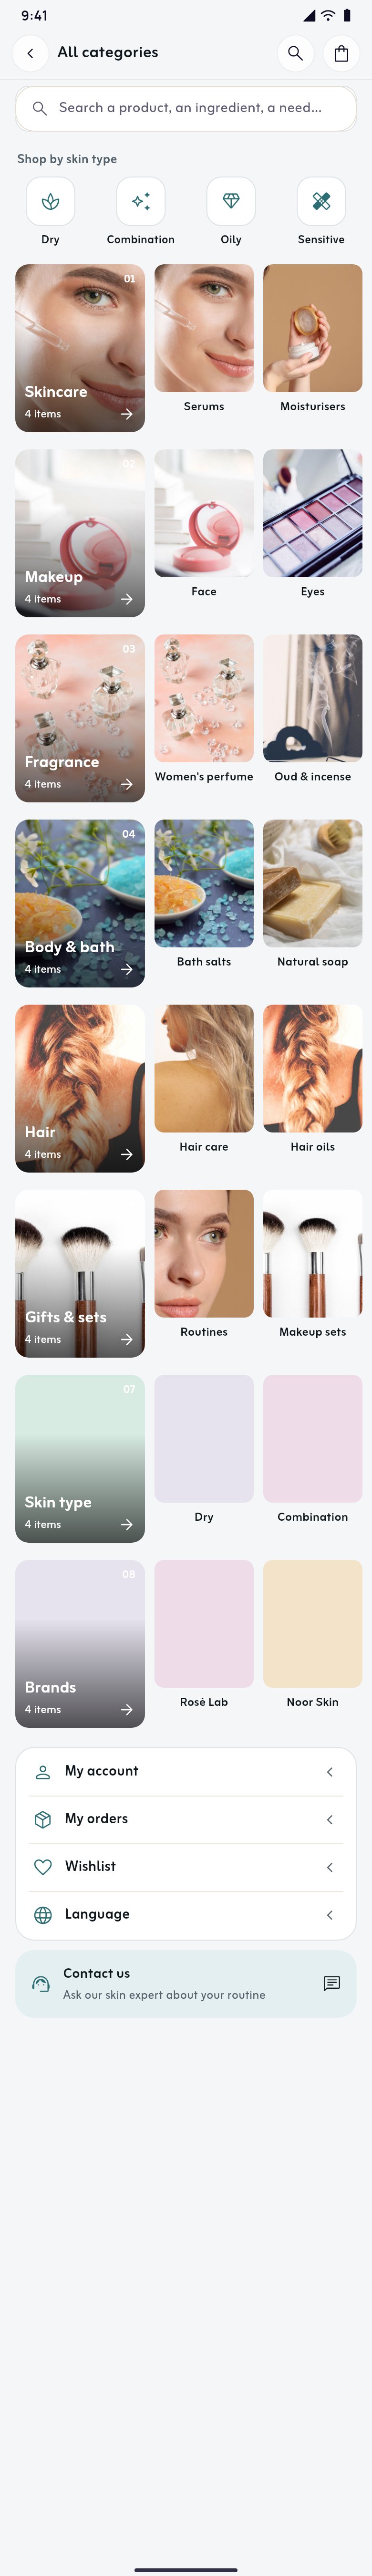 9:41
All categories
Search a product, an ingredient, a need...
Shop by skin type
Dry
Combination
Oily
Sensitive
01
Skincare
4 items
Serums
Moisturisers
02
Makeup
4 items
Face
Eyes
03
Fragrance
4 items
Women's perfume
Oud & incense
04
Body & bath
4 items
Bath salts
Natural soap
Hair
4 items
Hair care
Hair oils
Gifts & sets
4 items
Routines
Makeup sets
07
Skin type
4 items
Dry
Combination
08
Brands
4 items
Rosé Lab
Noor Skin
My account
My orders
Wishlist
Language
Contact us
Ask our skin expert about your routine